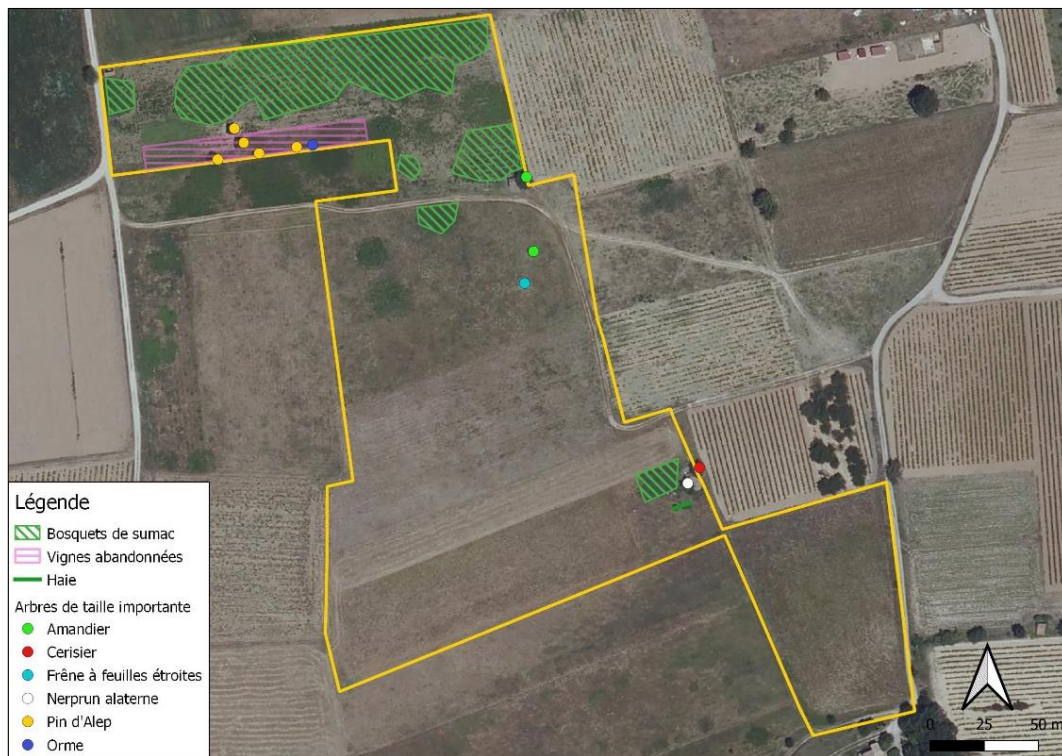 Légende
Bosquets de sumac
Vignes abandonnées
Haie
Arbres de taille importante
Amandier
Cerisier
Frêne à feuilles étroites
Nerprun alaterne
Pin d'Alep
Orme
0 25 50 m